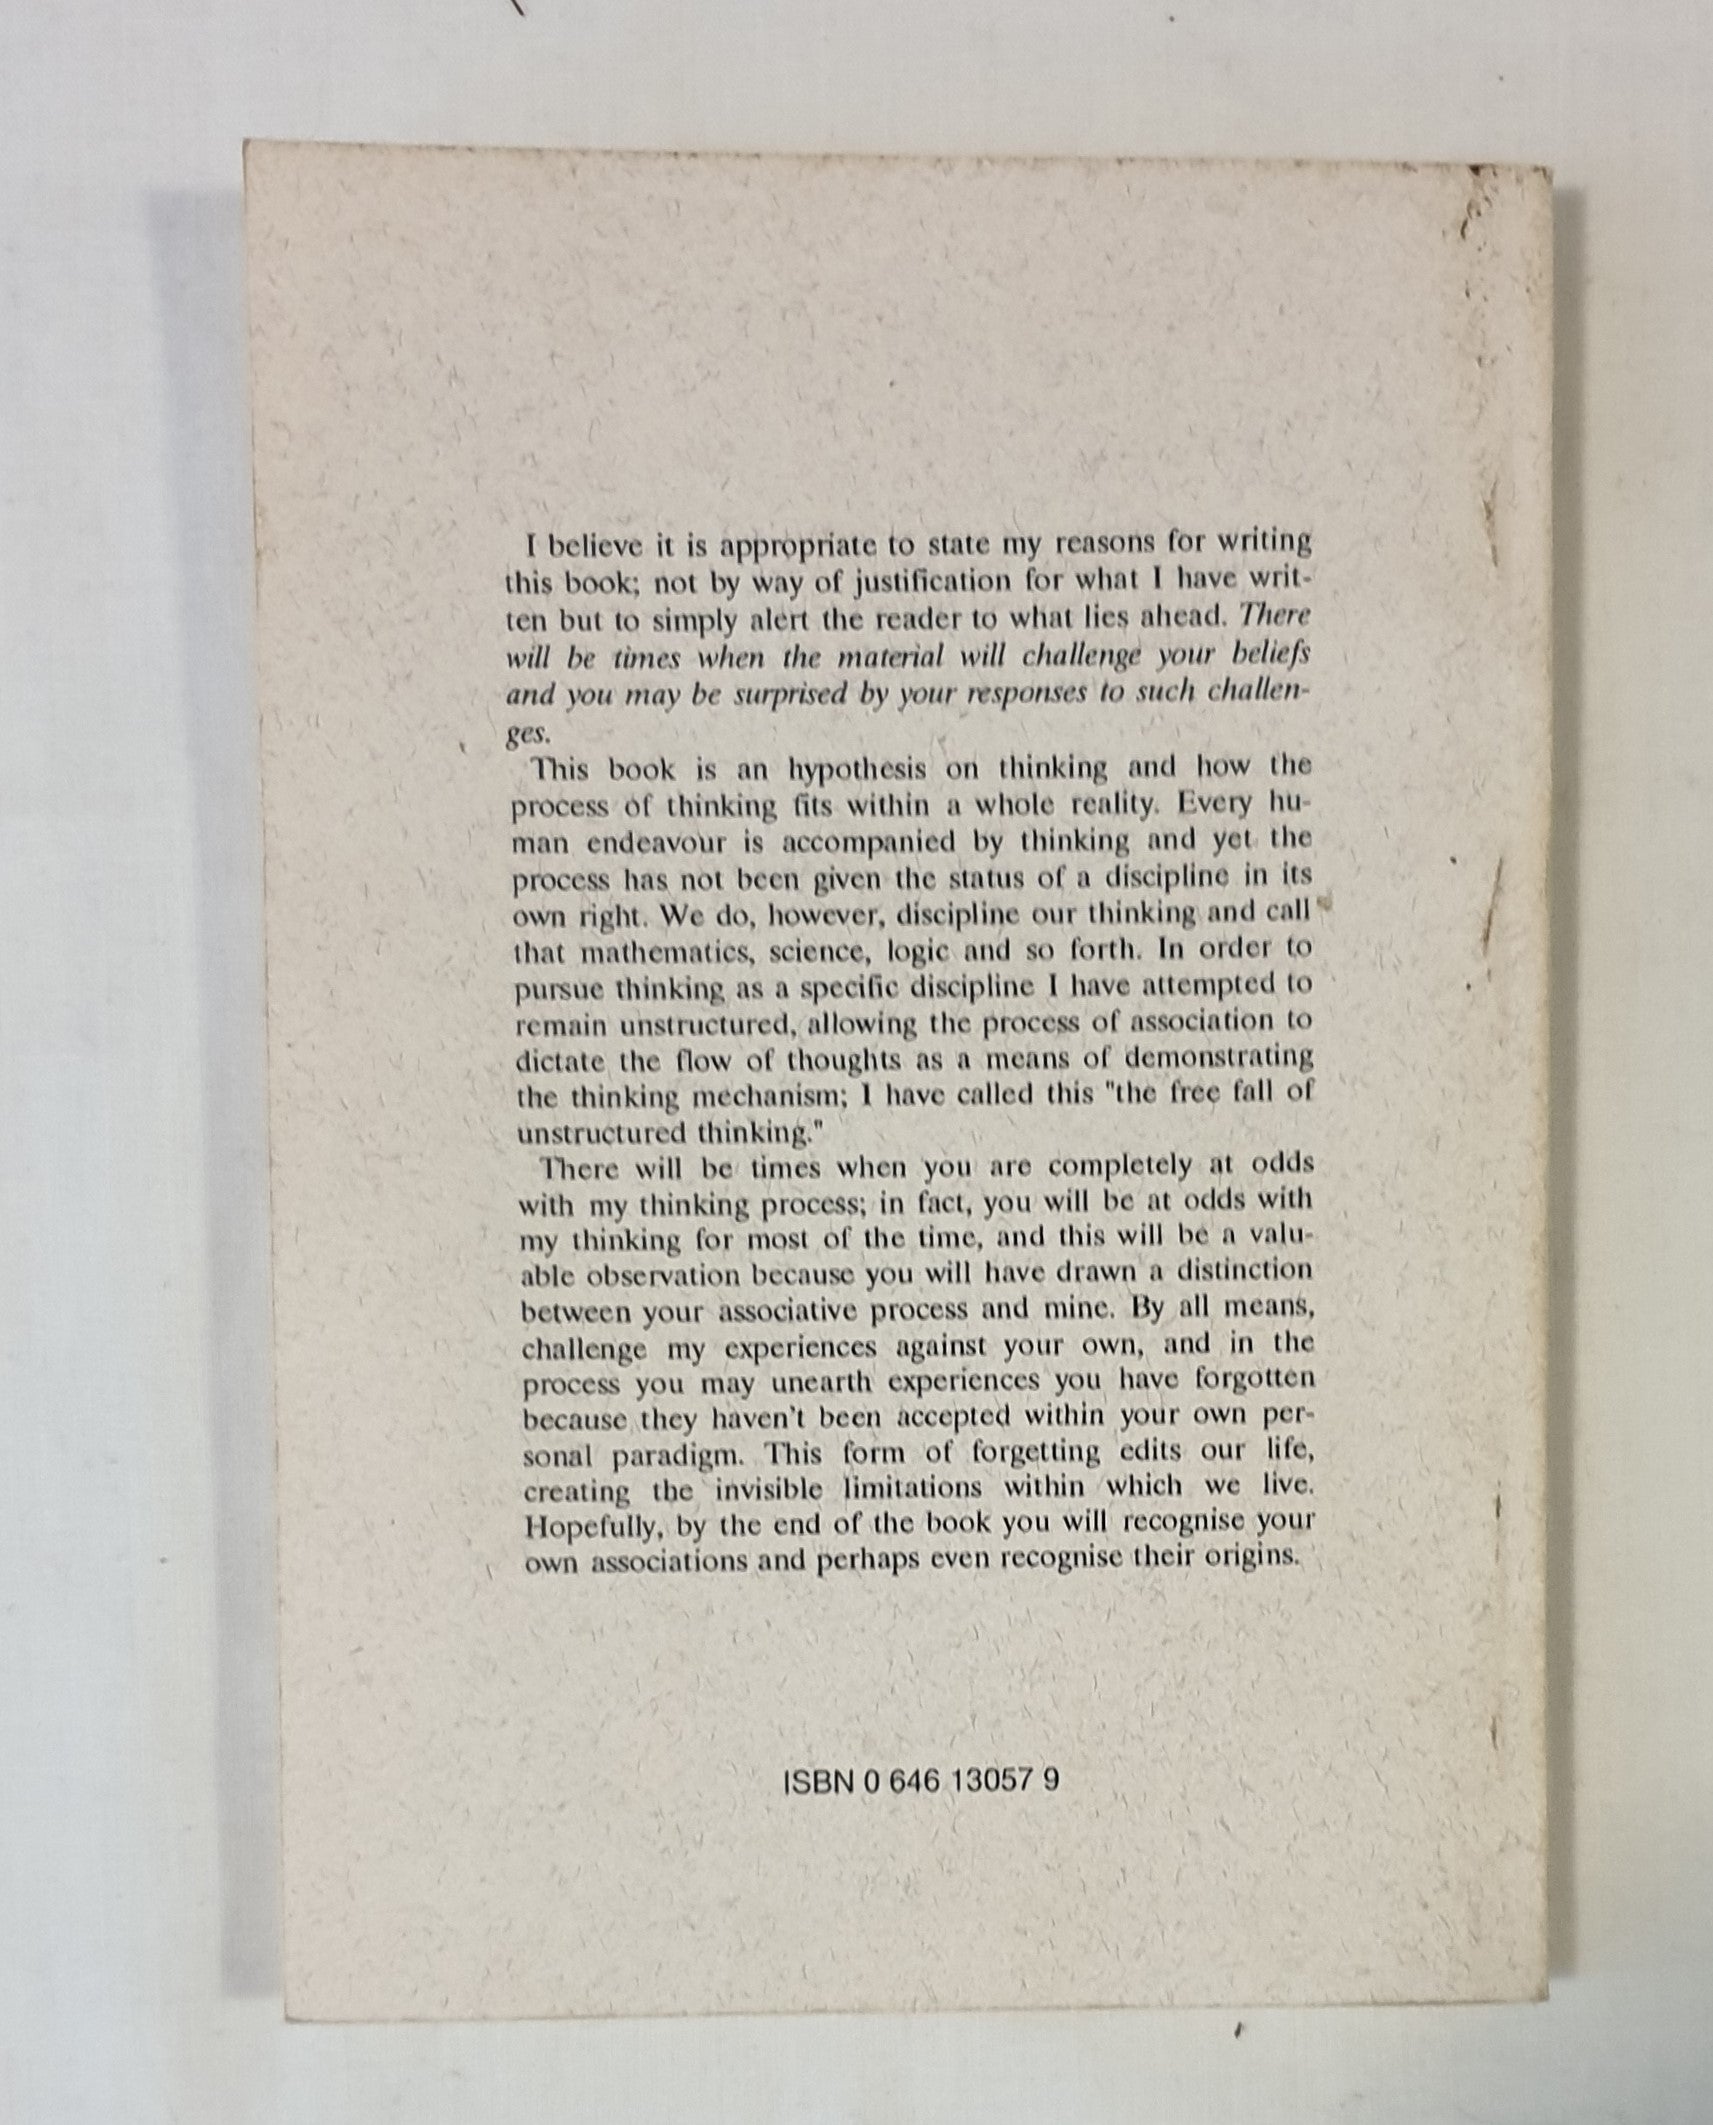 I believe it is appropriate to state my reasons for writing
this book; not by way of justification for what I have writ-
ten but to simply alert the reader to what lies ahead. There
will be times when the material will challenge your beliefs
and you may be surprised by your responses to such challen-
ges.
This book is an hypothesis on thinking and how the
process of thinking fits within a whole reality. Every hu-
man endeavour is accompanied by thinking and yet the
process has not been given the status of a discipline in its
own right. We do, however, discipline our thinking and call
that mathematics, science, logic and so forth. In order to
pursue thinking as a specific discipline I have attempted to
remain unstructured, allowing the process of association to
dictate the flow of thoughts as a means of demonstrating
the thinking mechanism; I have called this "the free fall of
unstructured thinking."
There will be times when you are completely at odds
with my thinking process; in fact, you will be at odds with
my thinking for most of the time, and this will be a valu-
able observation because you will have drawn a distinction
between your associative process and mine. By all means,
challenge my experiences against your own, and in the
process you may unearth experiences you have forgotten
because they haven't been accepted within your own per-
sonal paradigm. This form of forgetting edits our life,
creating the invisible limitations within which we live.
Hopefully, by the end of the book you will recognise your
own associations and perhaps even recognise their origins.
ISBN 0 646 13057 9